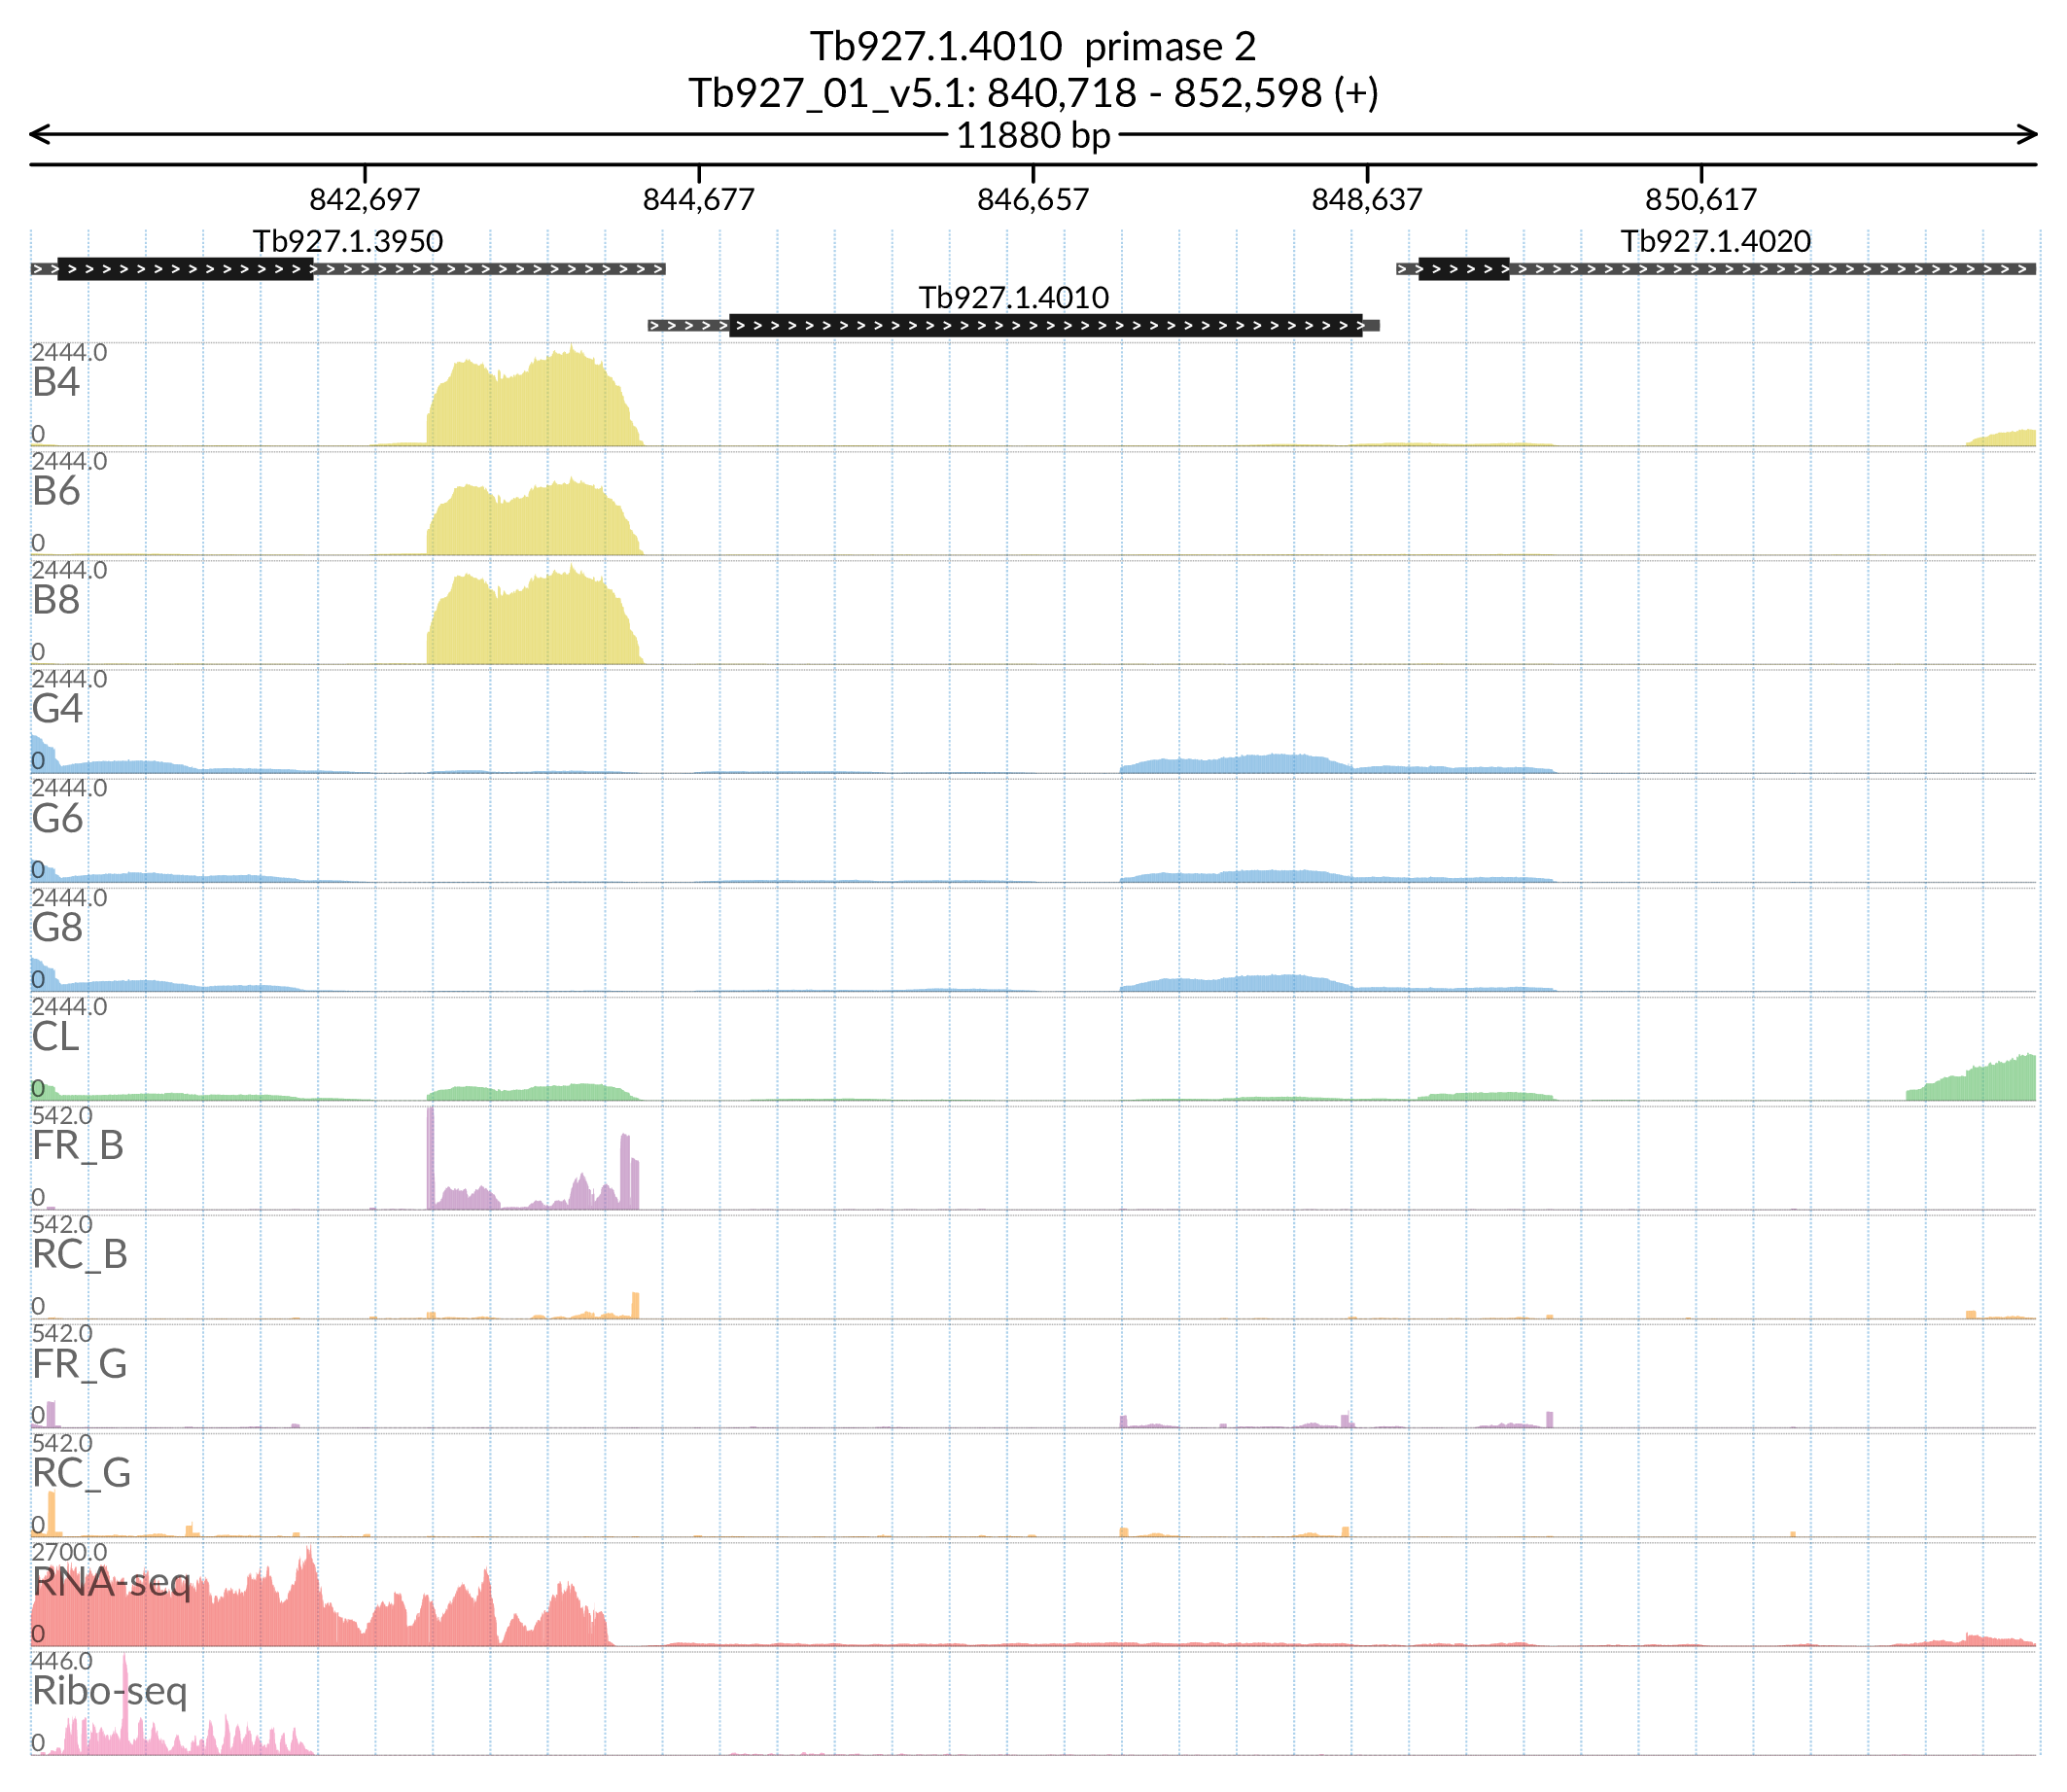 Tb927.1.4010  primase 2
Tb927_01_v5.1: 840,718 - 852,598 (+)
11880 bp
842,697 844,677 846,657 848,637 850,617
Tb927.1.3950 Tb927.1.4020
Tb927.1.4010
2444.0
B4
0
2444.0
B6
0
2444.0
B8
0
2444.0
G4
0
2444.0
G6
0
2444.0
G8
0
2444.0
CL
0
542.0
FR_B
0
542.0
RC_B
0
542.0
FR_G
0
542.0
RC_G
0
2700.0
RNA-seq
0
446.0
Ribo-seq
0